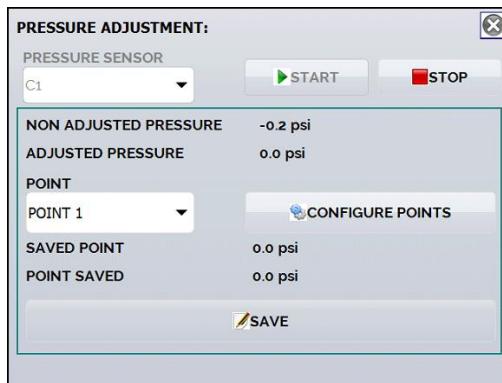 PRESSURE ADJUSTMENT:
PRESSURE SENSOR
C1
START
STOP
NON ADJUSTED PRESSURE -0.2 psi
ADJUSTED PRESSURE 0.0 psi
POINT
POINT 1
CONFIGURE POINTS
SAVED POINT 0.0 psi
POINT SAVED 0.0 psi
SAVE